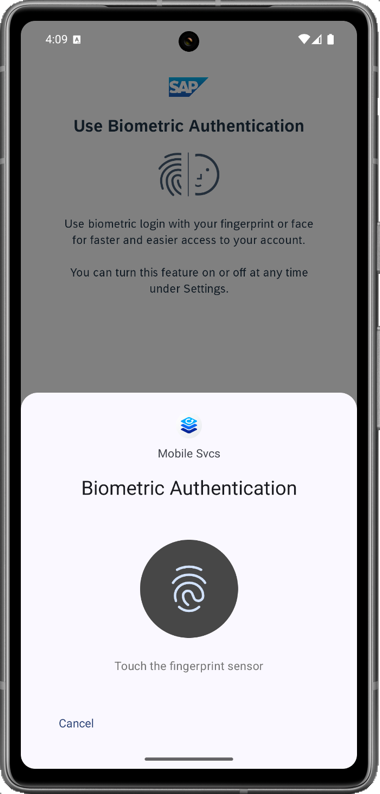 4:09 A
SAP
Use Biometric Authentication
Use biometric login with your fingerprint or face
for faster and easier access to your account.
You can turn this feature on or off at any time
under Settings.
Mobile Svcs
Biometric Authentication
Touch the fingerprint sensor
Cancel